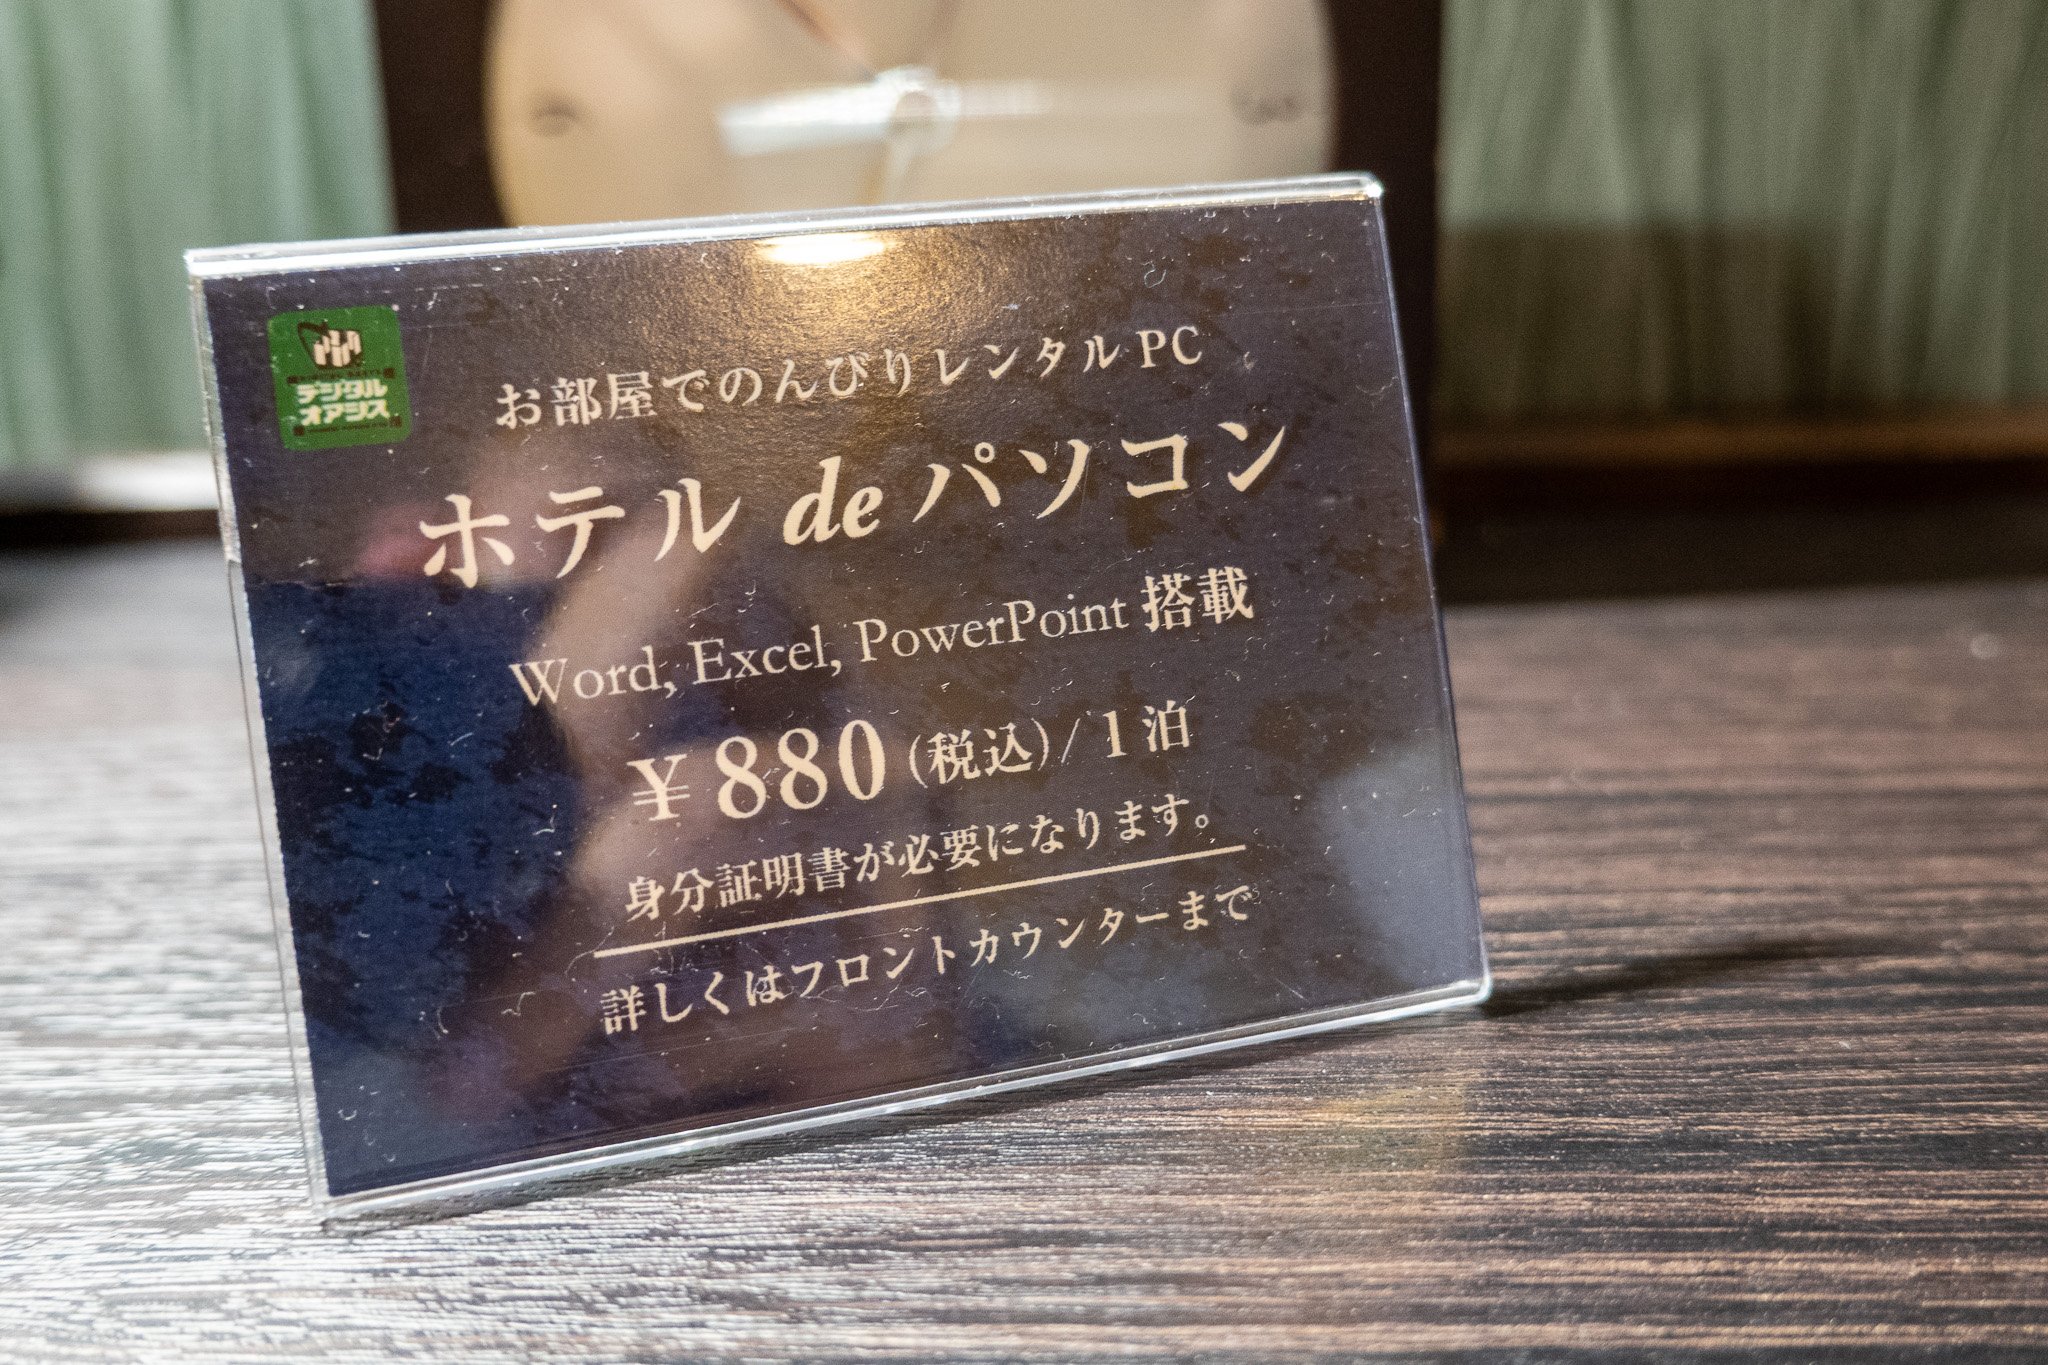 デジタル
オアシス
お部屋でのんびりレンタルPC
ホテル de パソコン
Word, Excel, PowerPoint 搭載
¥880(税込)/1泊
身分証明書が必要になります。
詳しくはフロントカウンターまで